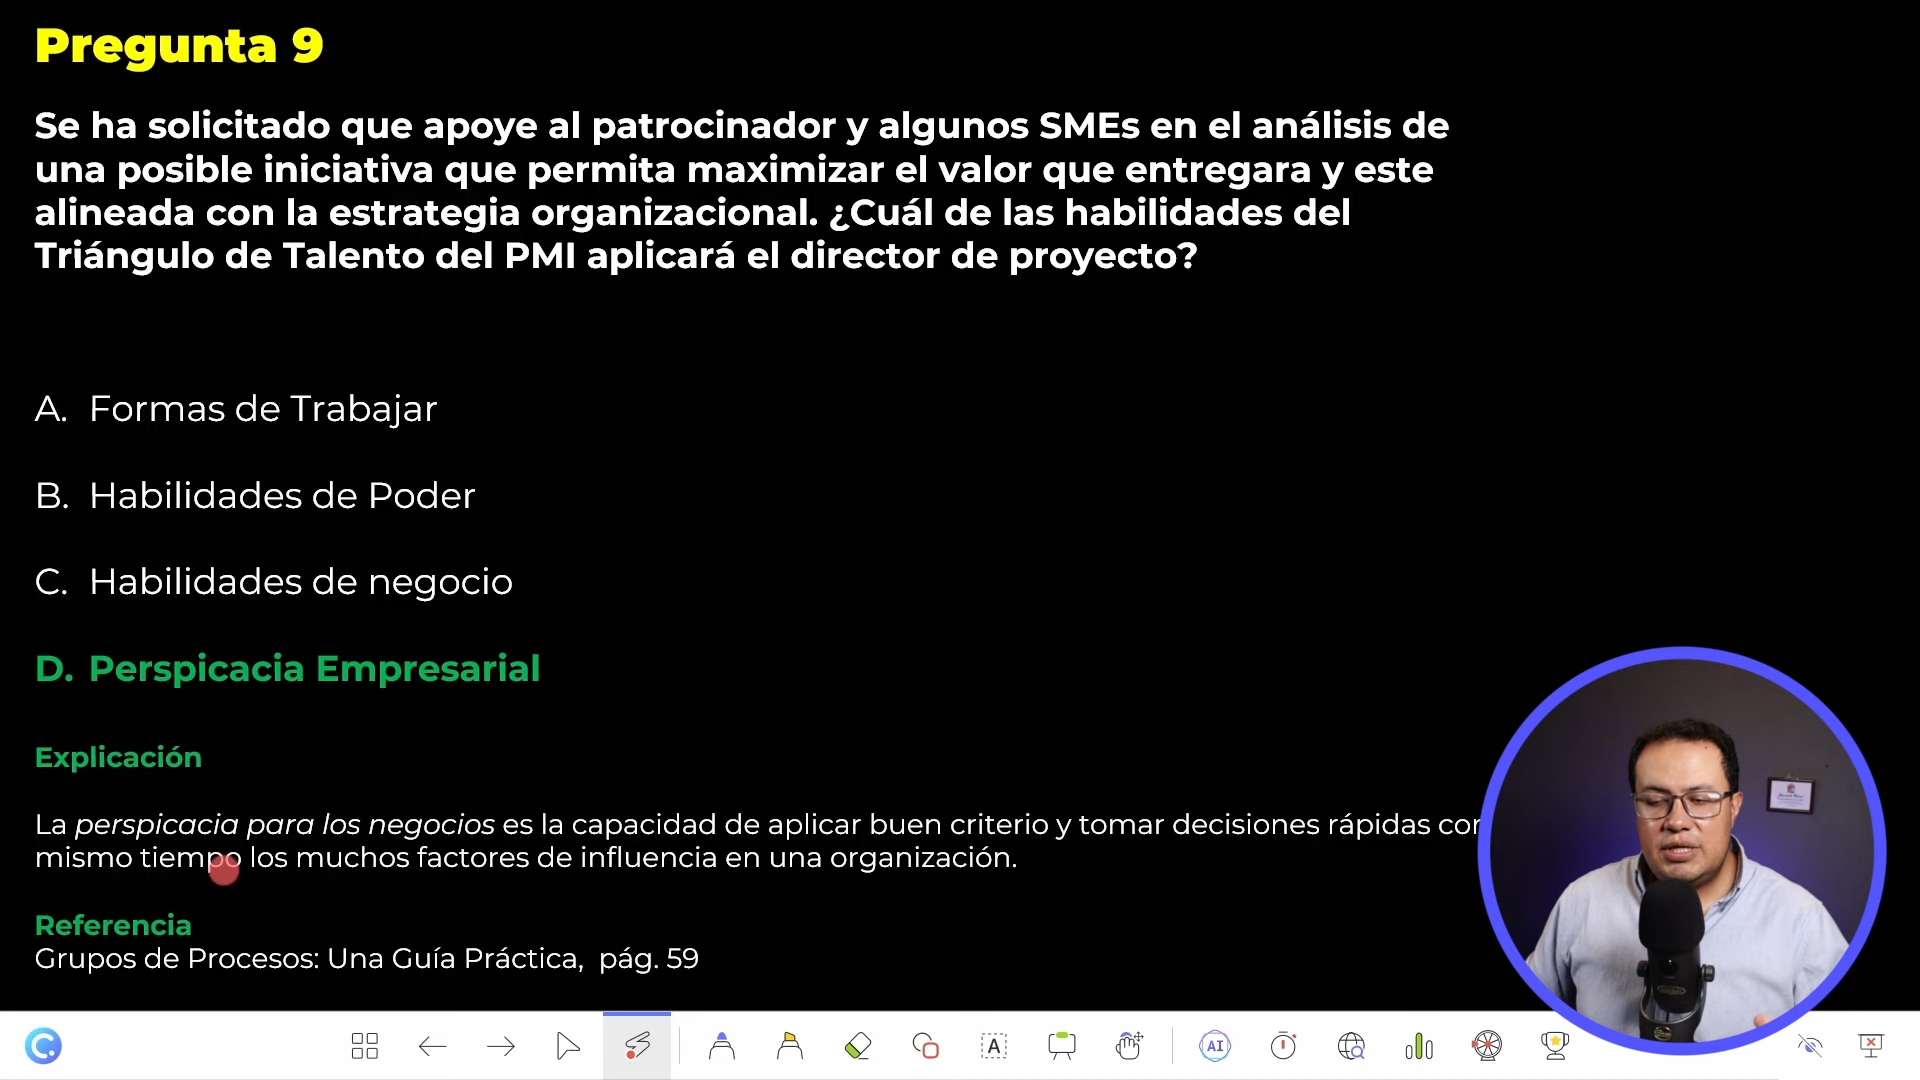 Pregunta 9
Se ha solicitado que apoye al patrocinador y algunos SMEs en el análisis de
una posible iniciativa que permita maximizar el valor que entregara y este
alineada con la estrategia organizacional. ¿Cuál de las habilidades del
Triángulo de Talento del PMI aplicará el director de proyecto?
A. Formas de Trabajar
B. Habilidades de Poder
C. Habilidades de negocio
D. Perspicacia Empresarial
Explicación
La perspicacia para los negocios es la capacidad de aplicar buen criterio y tomar decisiones rápidas
mismo tiempo los muchos factores de influencia en una organización.
Referencia
Grupos de Procesos: Una Guía Práctica, pág. 59
A
AI